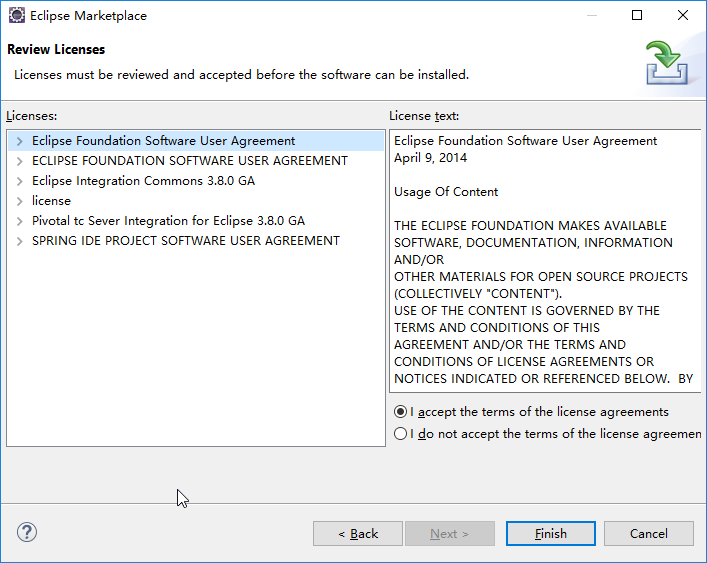 Eclipse Marketplace
Review Licenses
Licenses must be reviewed and accepted before the software can be installed.
Licenses:
Eclipse Foundation Software User Agreement
ECLIPSE FOUNDATION SOFTWARE USER AGREEMENT
Eclipse Integration Commons 3.8.0 GA
license
Pivotal tc Sever Integration for Eclipse 3.8.0 GA
SPRING IDE PROJECT SOFTWARE USER AGREEMENT
License text:
Eclipse Foundation Software User Agreement
April 9, 2014
Usage Of Content
THE ECLIPSE FOUNDATION MAKES AVAILABLE
SOFTWARE, DOCUMENTATION, INFORMATION
AND/OR
OTHER MATERIALS FOR OPEN SOURCE PROJECTS
(COLLECTIVELY "CONTENT").
USE OF THE CONTENT IS GOVERNED BY THE
TERMS AND CONDITIONS OF THIS
AGREEMENT AND/OR THE TERMS AND
CONDITIONS OF LICENSE AGREEMENTS OR
NOTICES INDICATED OR REFERENCED BELOW. BY
I accept the terms of the license agreements
I do not accept the terms of the license agreemen
?
< Back
Next >
Finish
Cancel